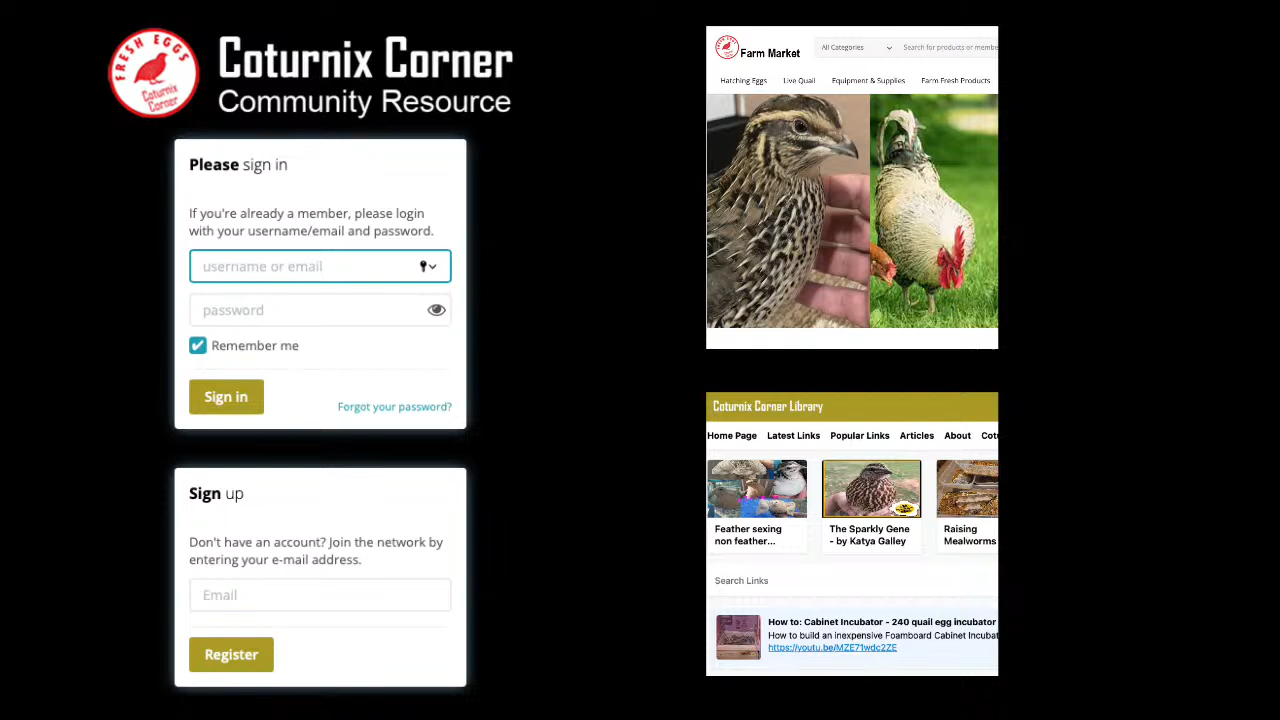 FRESH EGGS
Coturnix
Corner
Coturnix Corner
Community Resource
Please sign in
If you're already a member, please login
with your username/email and password.
username or email
password
Remember me
Sign in
Forgot your password?
Sign up
Don't have an account? Join the network by
entering your e-mail address.
Email
Register
Farm Market
All Categories
Search for products or membe
Hatching Eggs
Live Quail
Equipment & Supplies
Farm Fresh Products
Coturnix Corner Library
Home Page
Latest Links
Popular Links
Articles
About
Cotu
Feather sexing
non feather...
The Sparkly Gene
- by Katya Galley
Raising
Mealworms
Search Links
How to: Cabinet Incubator - 240 quail egg incubator
How to build an inexpensive Foamboard Cabinet Incubat
https://youtu.be/MZE71wdc2ZE